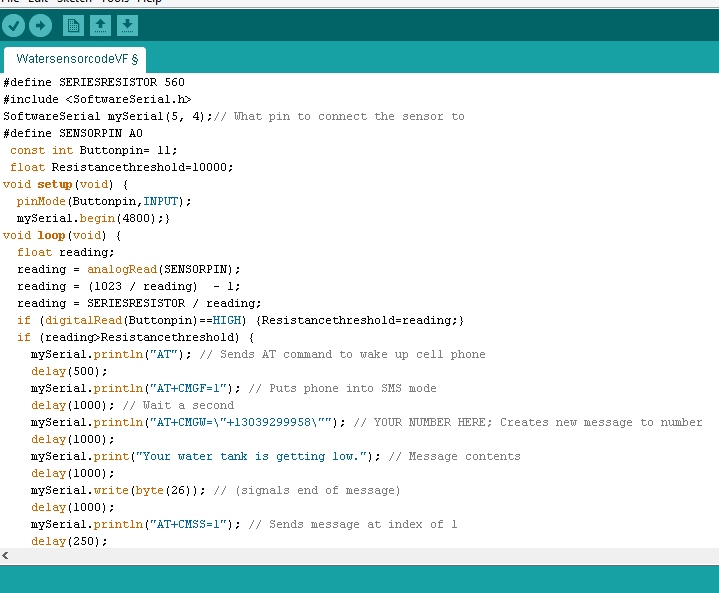 File Edit Sketch Tools Help
WatersensorcodeVF §
#define SERIESRESISTOR 560
#include <SoftwareSerial.h>
SoftwareSerial mySerial(5, 4);// What pin to connect the sensor to
#define SENSORPIN A0
 const int Buttonpin= 11;
 float Resistancethreshold=10000;
void setup(void) {
  pinMode(Buttonpin,INPUT);
  mySerial.begin(4800);}
void loop(void) {
  float reading;
  reading = analogRead(SENSORPIN);
  reading = (1023 / reading)  - 1;
  reading = SERIESRESISTOR / reading;
  if (digitalRead(Buttonpin)==HIGH) {Resistancethreshold=reading;}
  if (reading>Resistancethreshold) {
    mySerial.println("AT"); // Sends AT command to wake up cell phone
    delay(500);
    mySerial.println("AT+CMGF=1"); // Puts phone into SMS mode
    delay(1000); // Wait a second
    mySerial.println("AT+CMGW=\"+13039299958\""); // YOUR NUMBER HERE; Creates new message to number
    delay(1000);
    mySerial.print("Your water tank is getting low."); // Message contents
    delay(1000);
    mySerial.write(byte(26)); // (signals end of message)
    delay(1000);
    mySerial.println("AT+CMSS=1"); // Sends message at index of 1
    delay(250);